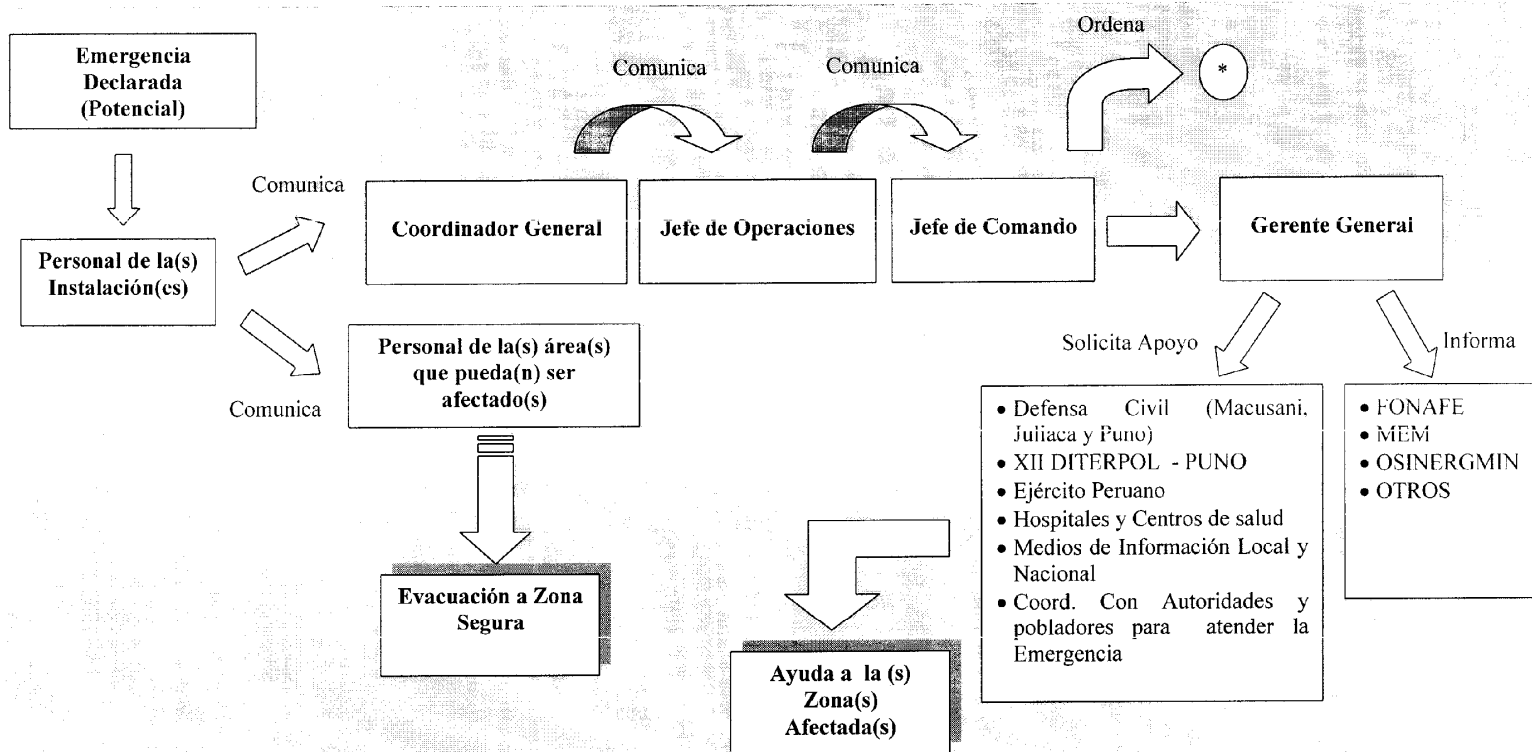 Emergencia
Declarada
(Potencial)
Comunica
Comunica
Ordena
*
Comunica
Coordinador General
Jefe de Operaciones
Jefe de Comando
Gerente General
Personal de la(s)
Instalación(es)
Comunica
Personal de la(s) área(s)
que pueda(n) ser
afectado(s)
Solicita Apoyo
Informa
• Defensa Civil (Macusani,
Juliaca y Puno)
• XII DITERPOL - PUNO
• Ejército Peruano
• Hospitales y Centros de salud
• Medios de Información Local y
Nacional
• Coord. Con Autoridades y
pobladores para atender la
Emergencia
• FONAFE
• MEM
• OSINERGMIN
• OTROS
Evacuación a Zona
Segura
Ayuda a la (s)
Zona(s)
Afectada(s)